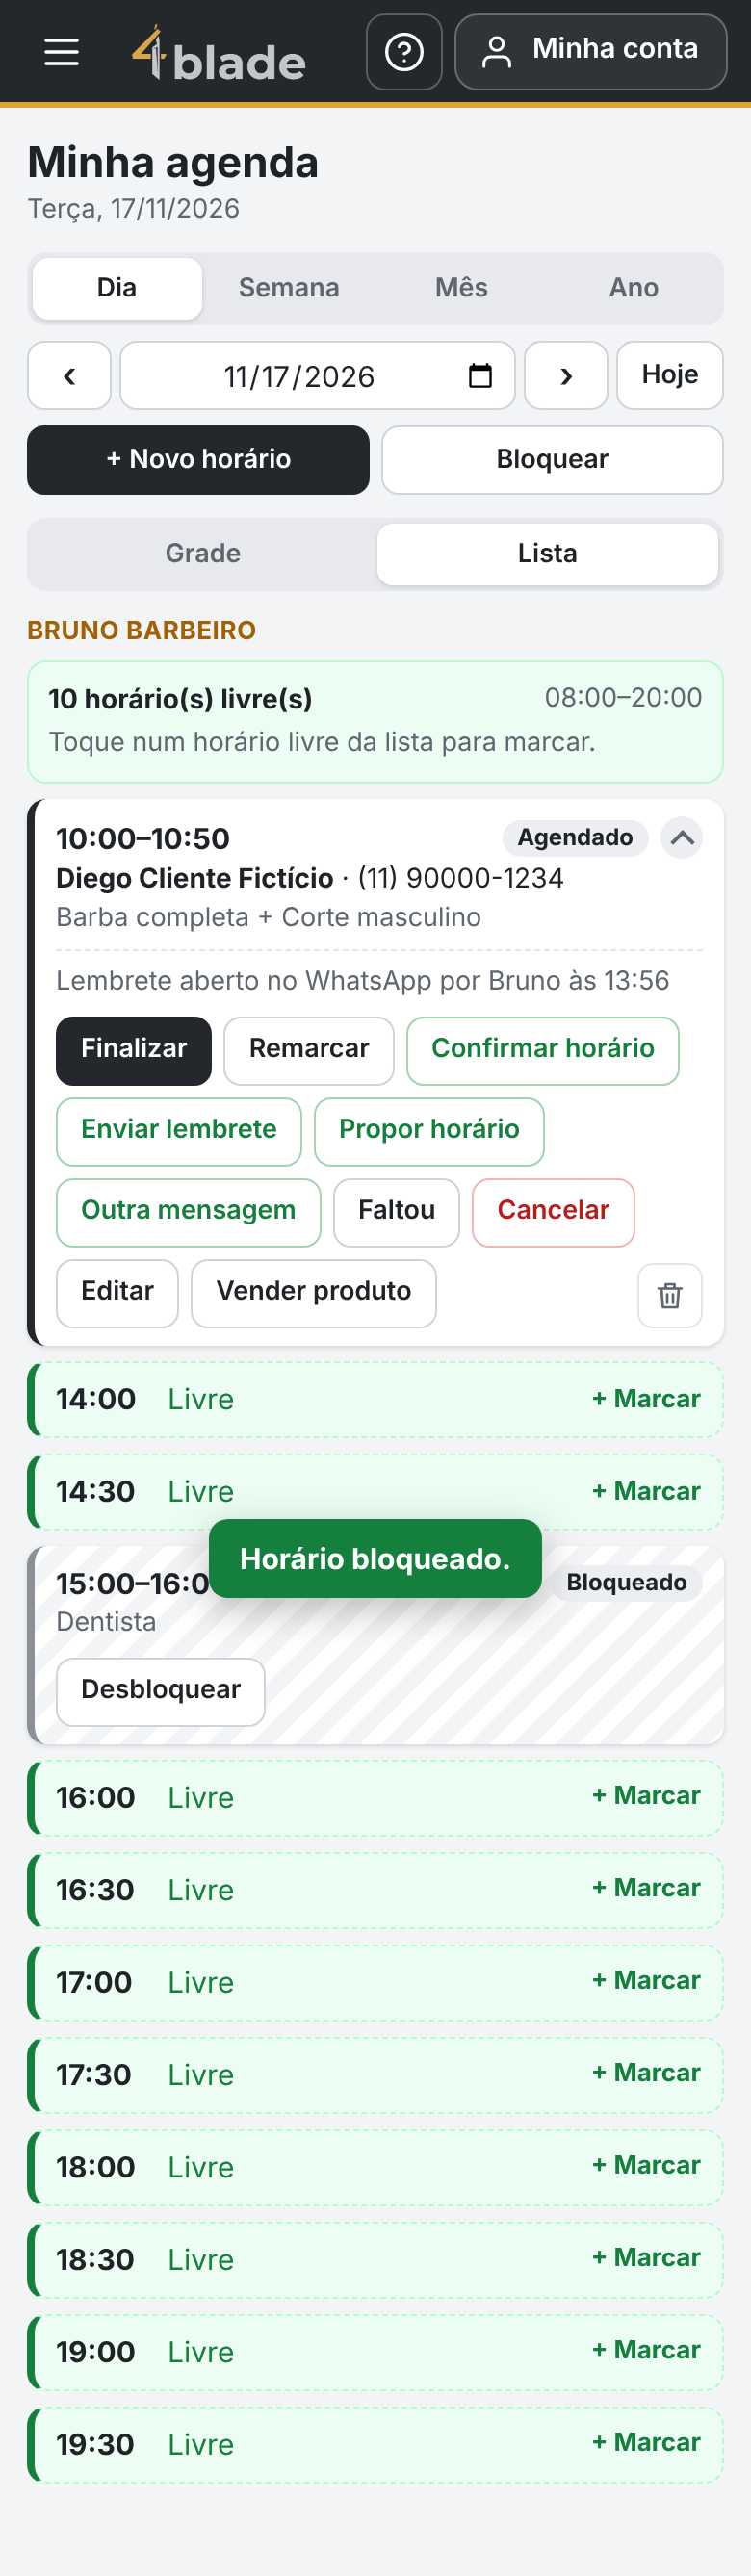 4blade
Minha conta
Minha agenda
Terça, 17/11/2026
Dia Semana Mês Ano
‹ 11/17/2026 › Hoje
+ Novo horário Bloquear
Grade Lista
BRUNO BARBEIRO
10 horário(s) livre(s) 08:00–20:00
Toque num horário livre da lista para marcar.
10:00–10:50 Agendado
Diego Cliente Fictício · (11) 90000-1234
Barba completa + Corte masculino
Lembrete aberto no WhatsApp por Bruno às 13:56
Finalizar Remarcar Confirmar horário
Enviar lembrete Propor horário
Outra mensagem Faltou Cancelar
Editar Vender produto
14:00 Livre + Marcar
14:30 Livre + Marcar
Horário bloqueado.
15:00–16:0 Bloqueado
Dentista
Desbloquear
16:00 Livre + Marcar
16:30 Livre + Marcar
17:00 Livre + Marcar
17:30 Livre + Marcar
18:00 Livre + Marcar
18:30 Livre + Marcar
19:00 Livre + Marcar
19:30 Livre + Marcar